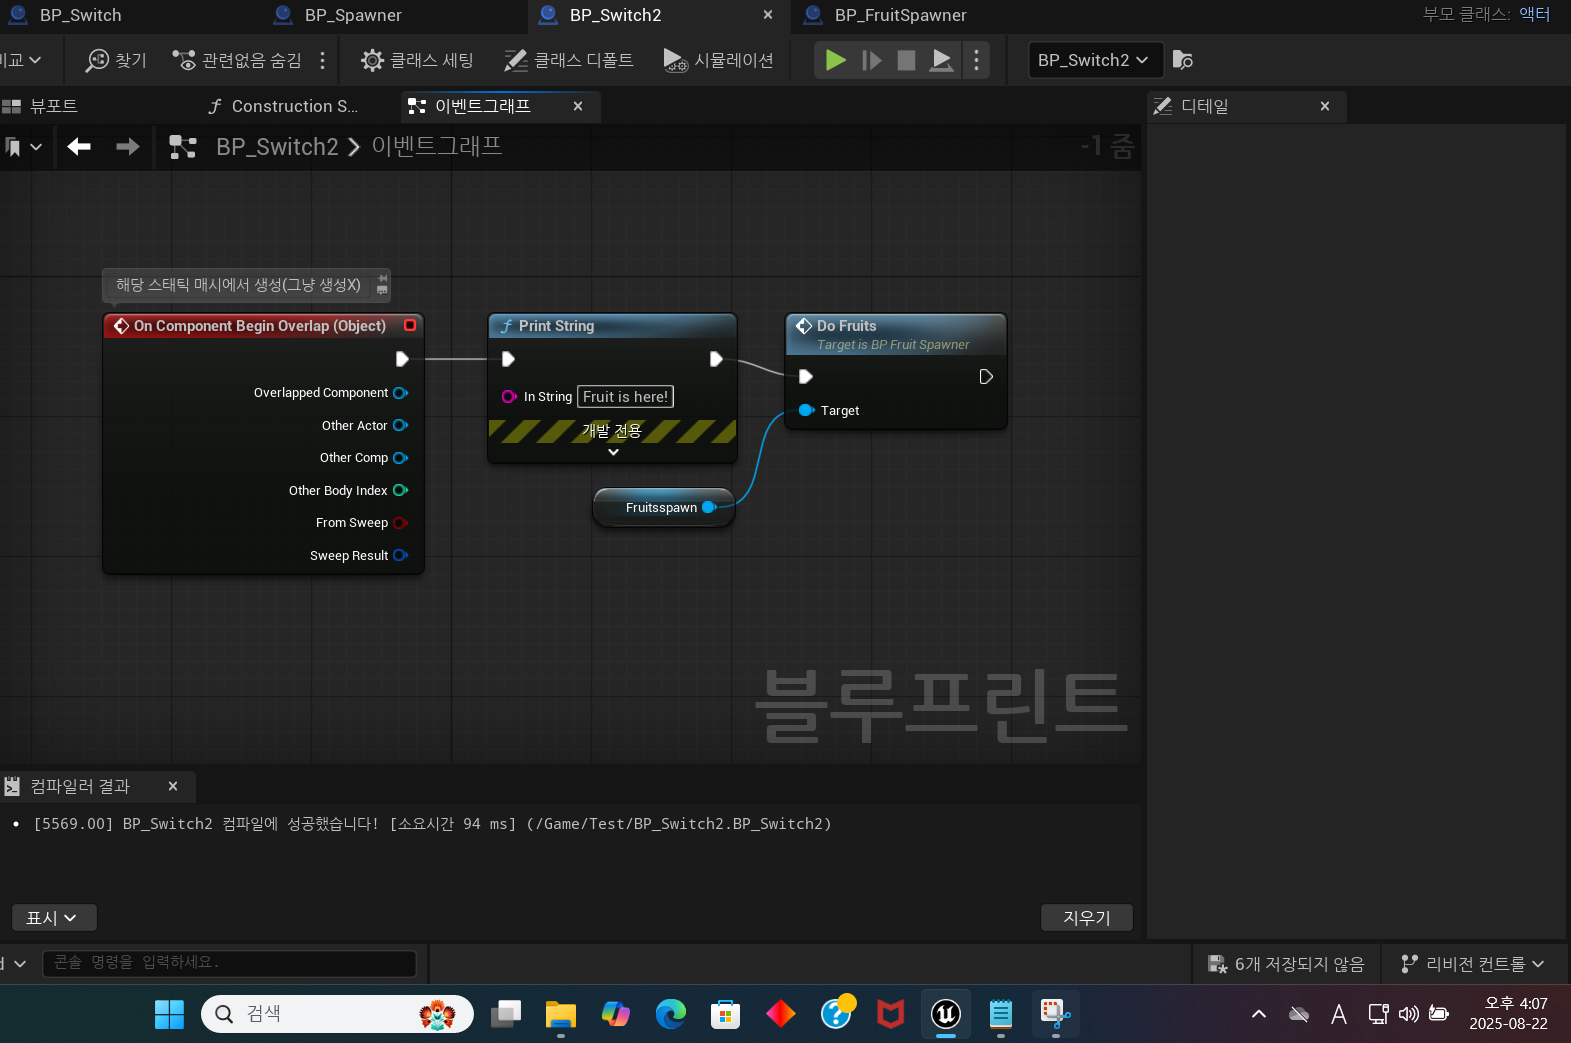 BP_Switch
BP_Spawner
BP_Switch2
BP_FruitSpawner
부모 클래스: 액터
찾기
관련없음 숨김
클래스 세팅
클래스 디폴트
시뮬레이션
BP_Switch2
뷰포트
Construction S...
이벤트그래프
디테일
BP_Switch2 > 이벤트그래프
-1 줌
해당 스태틱 매시에서 생성(그냥 생성X)
On Component Begin Overlap (Object)
Overlapped Component
Other Actor
Other Comp
Other Body Index
From Sweep
Sweep Result
Print String
In String Fruit is here!
개발 전용
Do Fruits
Target is BP Fruit Spawner
Target
Fruitsspawn
블루프린트
컴파일러 결과
• [5569.00] BP_Switch2 컴파일에 성공했습니다! [소요시간 94 ms] (/Game/Test/BP_Switch2.BP_Switch2)
표시
지우기
콘솔 명령을 입력하세요.
6개 저장되지 않음
리비전 컨트롤
검색
A
오후 4:07
2025-08-22